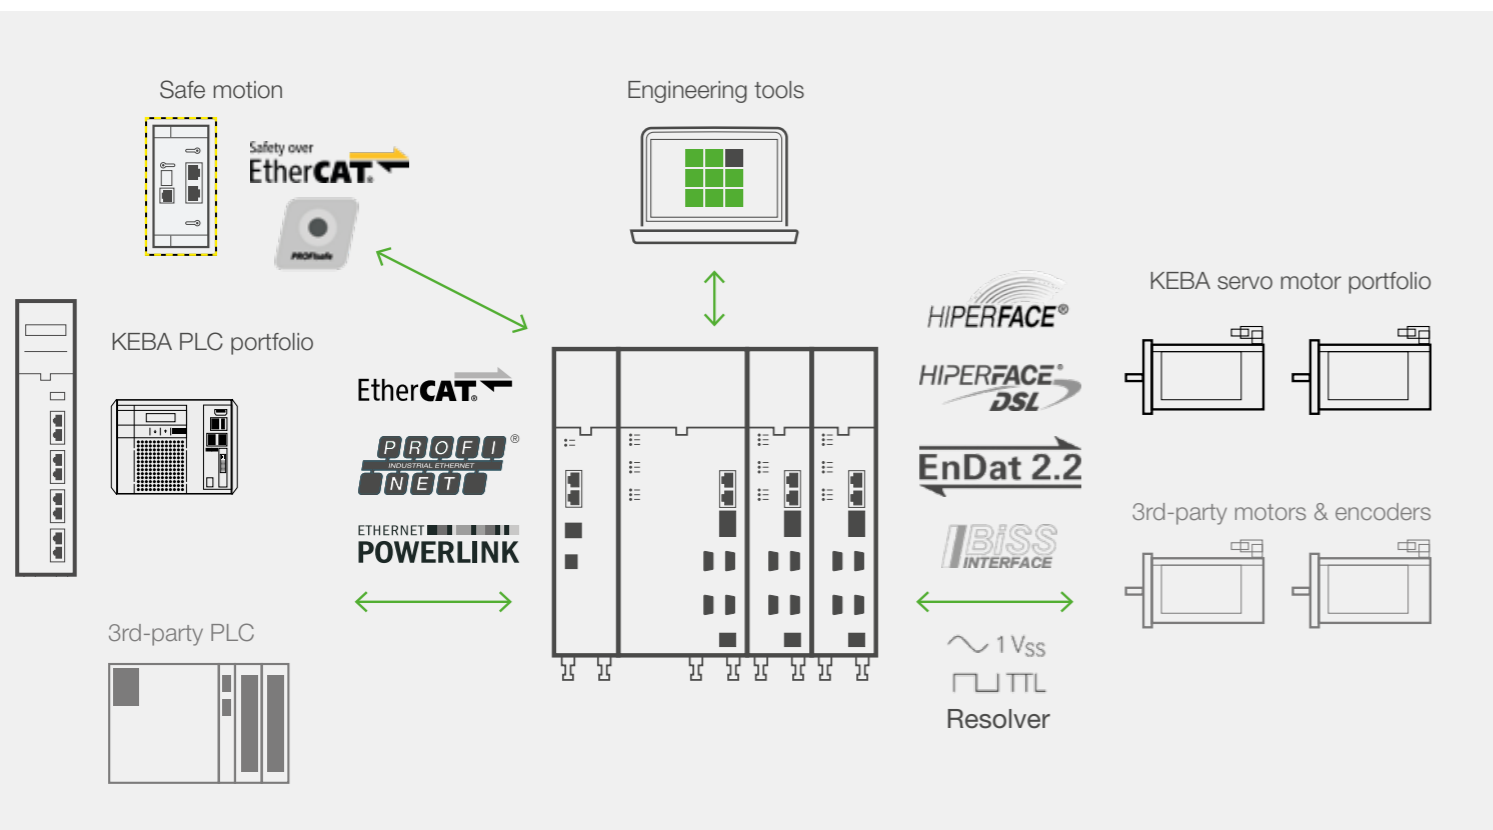 Safe motion
Safety over
EtherCAT®
PROFIsafe
Engineering tools
KEBA PLC portfolio
EtherCAT®
PROFI®
INDUSTRIAL ETHERNET
NET
ETHERNET
POWERLINK
3rd-party PLC
HIPERFACE®
HIPERFACE®
DSL
EnDat 2.2
BiSS
INTERFACE
1 VSS
TTL
Resolver
KEBA servo motor portfolio
3rd-party motors & encoders